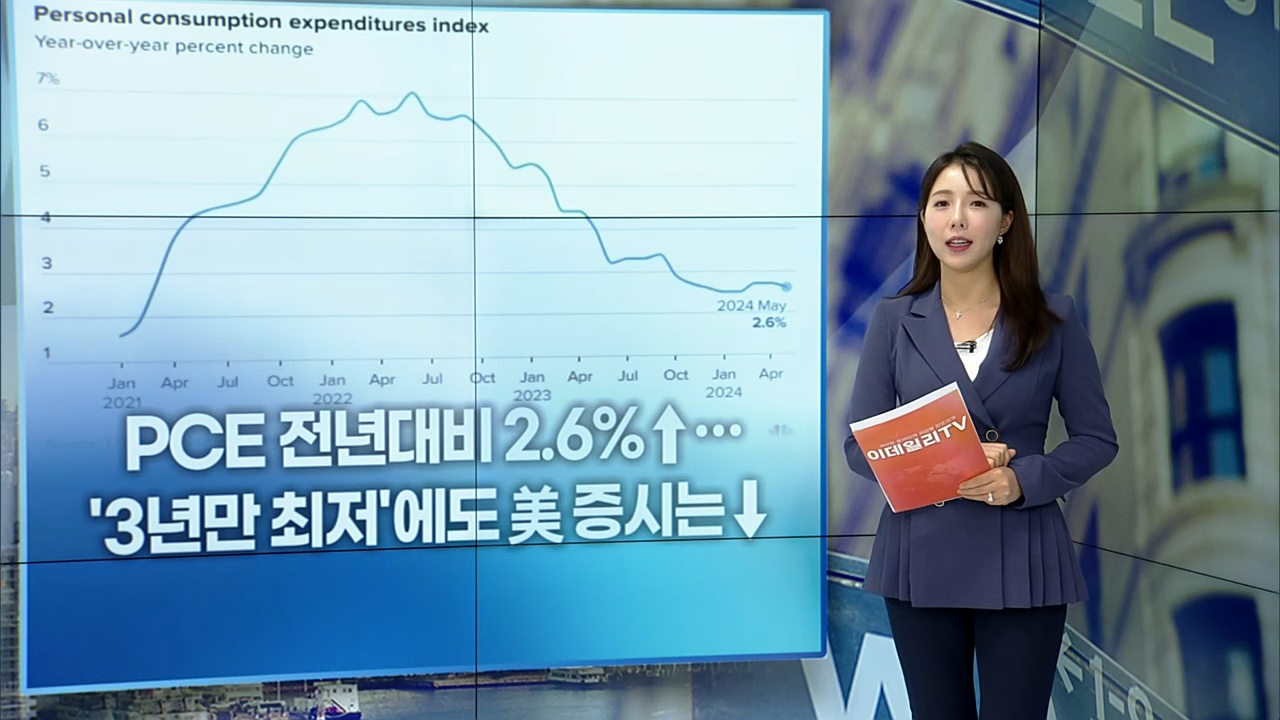 Personal consumption expenditures index
Year-over-year percent change
7%
6
5
4
3
2
1
2024 May
2.6%
Jan Apr Jul Oct Jan Apr Jul Oct Jan Apr Jul Oct Jan Apr
2021 2022 2023 2024
PCE 전년대비 2.6%↑…
'3년만 최저'에도 美 증시는↓
이데일리TV
W